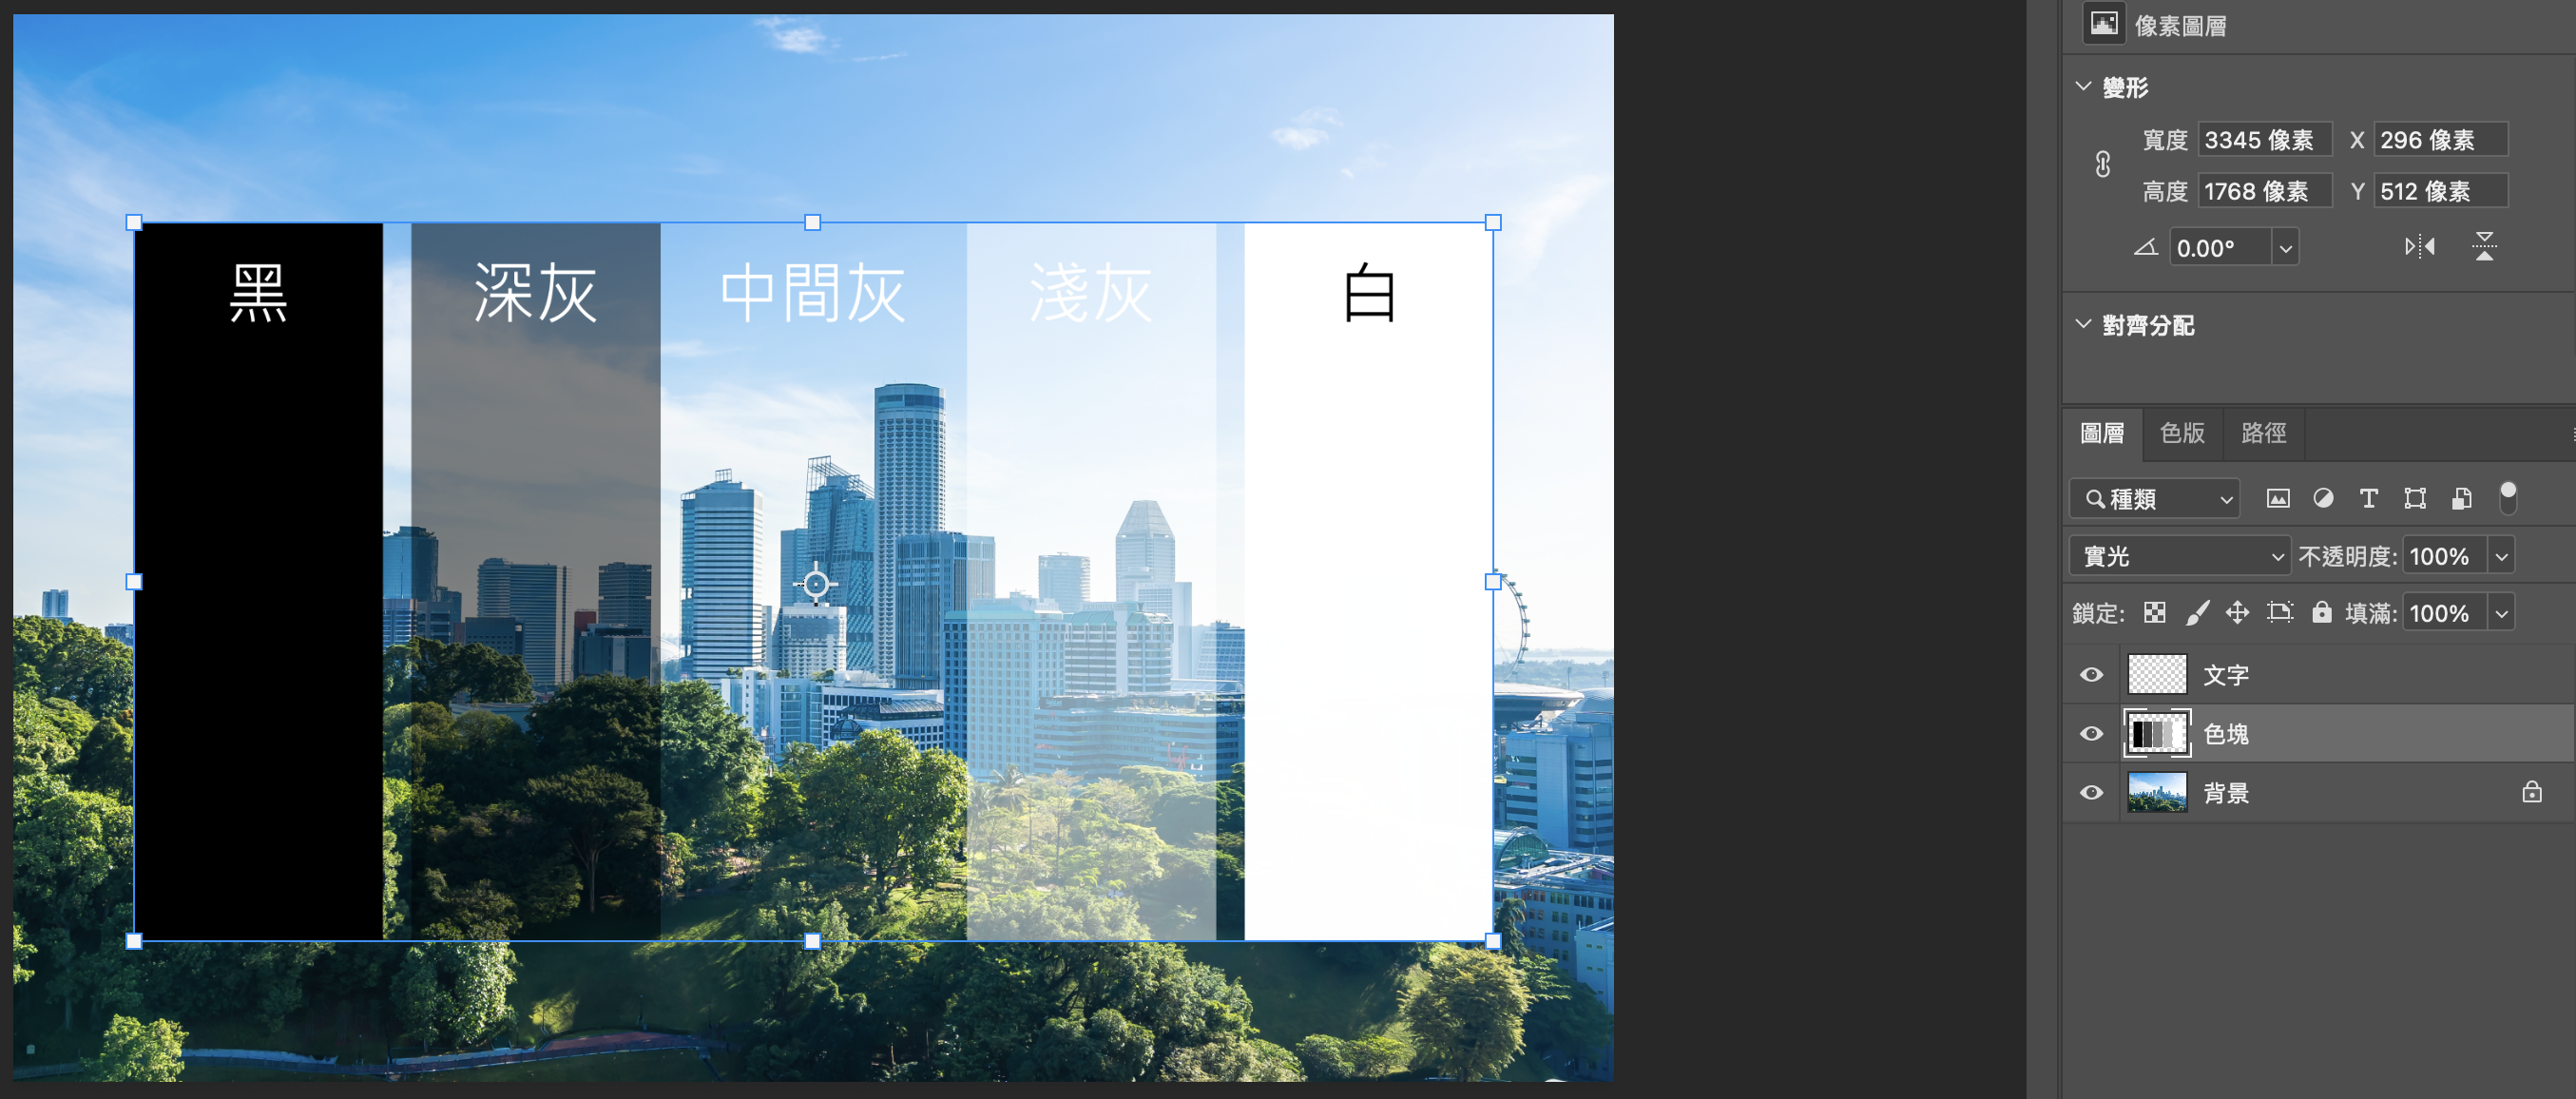 黑 深灰 中間灰 淺灰 白
像素圖層
變形
寬度 3345 像素 X 296 像素
高度 1768 像素 Y 512 像素
0.00°
對齊分配
圖層 色版 路徑
種類
實光 不透明度: 100%
鎖定: 填滿: 100%
文字
色塊
背景